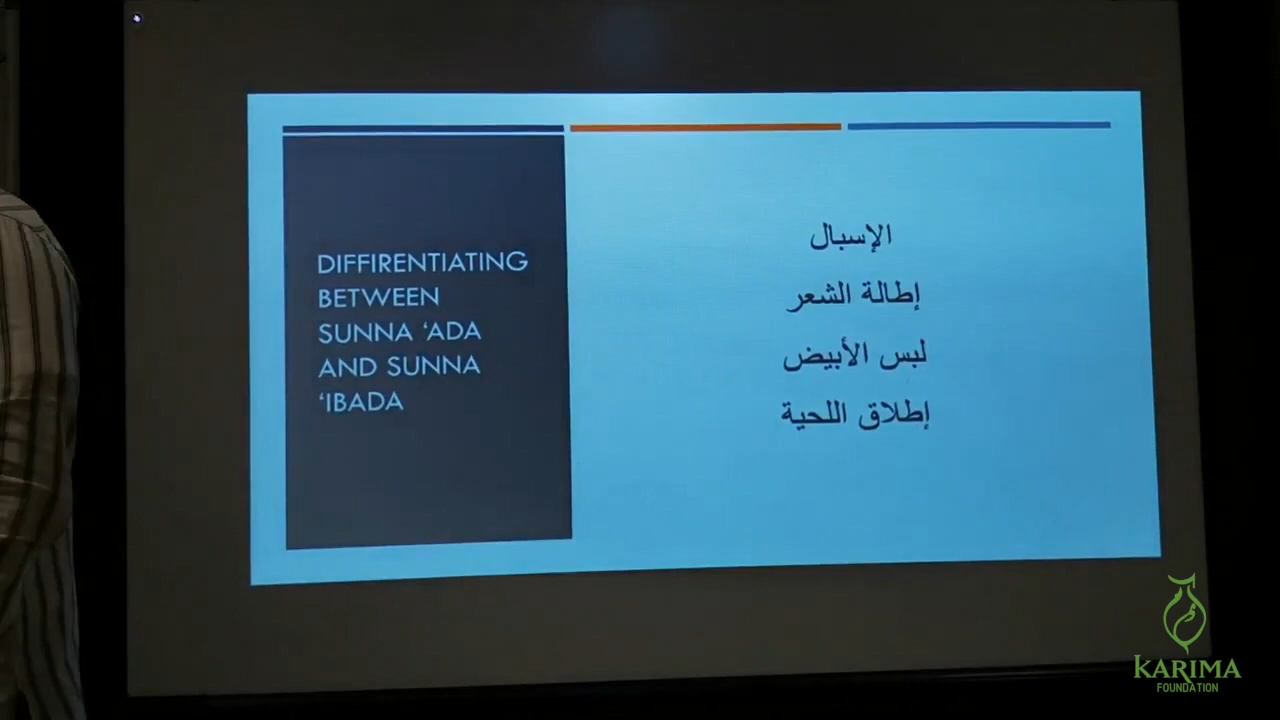 DIFFIRENTIATING
BETWEEN
SUNNA ‘ADA
AND SUNNA
‘IBADA
الإسبال
إطالة الشعر
لبس الأبيض
إطلاق اللحية
KARIMA
FOUNDATION